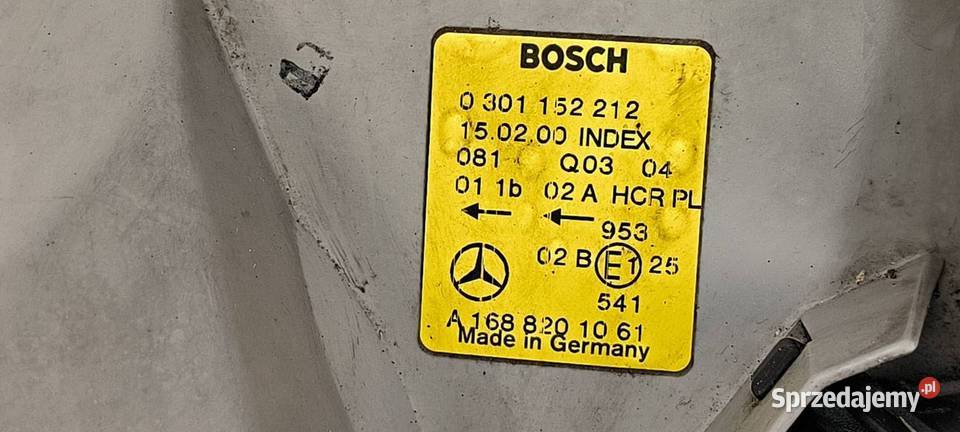 BOSCH
0 301 152 212
15.02.00 INDEX
081 Q03 04
01 1b 02 A HCR PL
953
02 B E1 25
541
A 168 820 10 61
Made in Germany
Sprzedajemy.pl